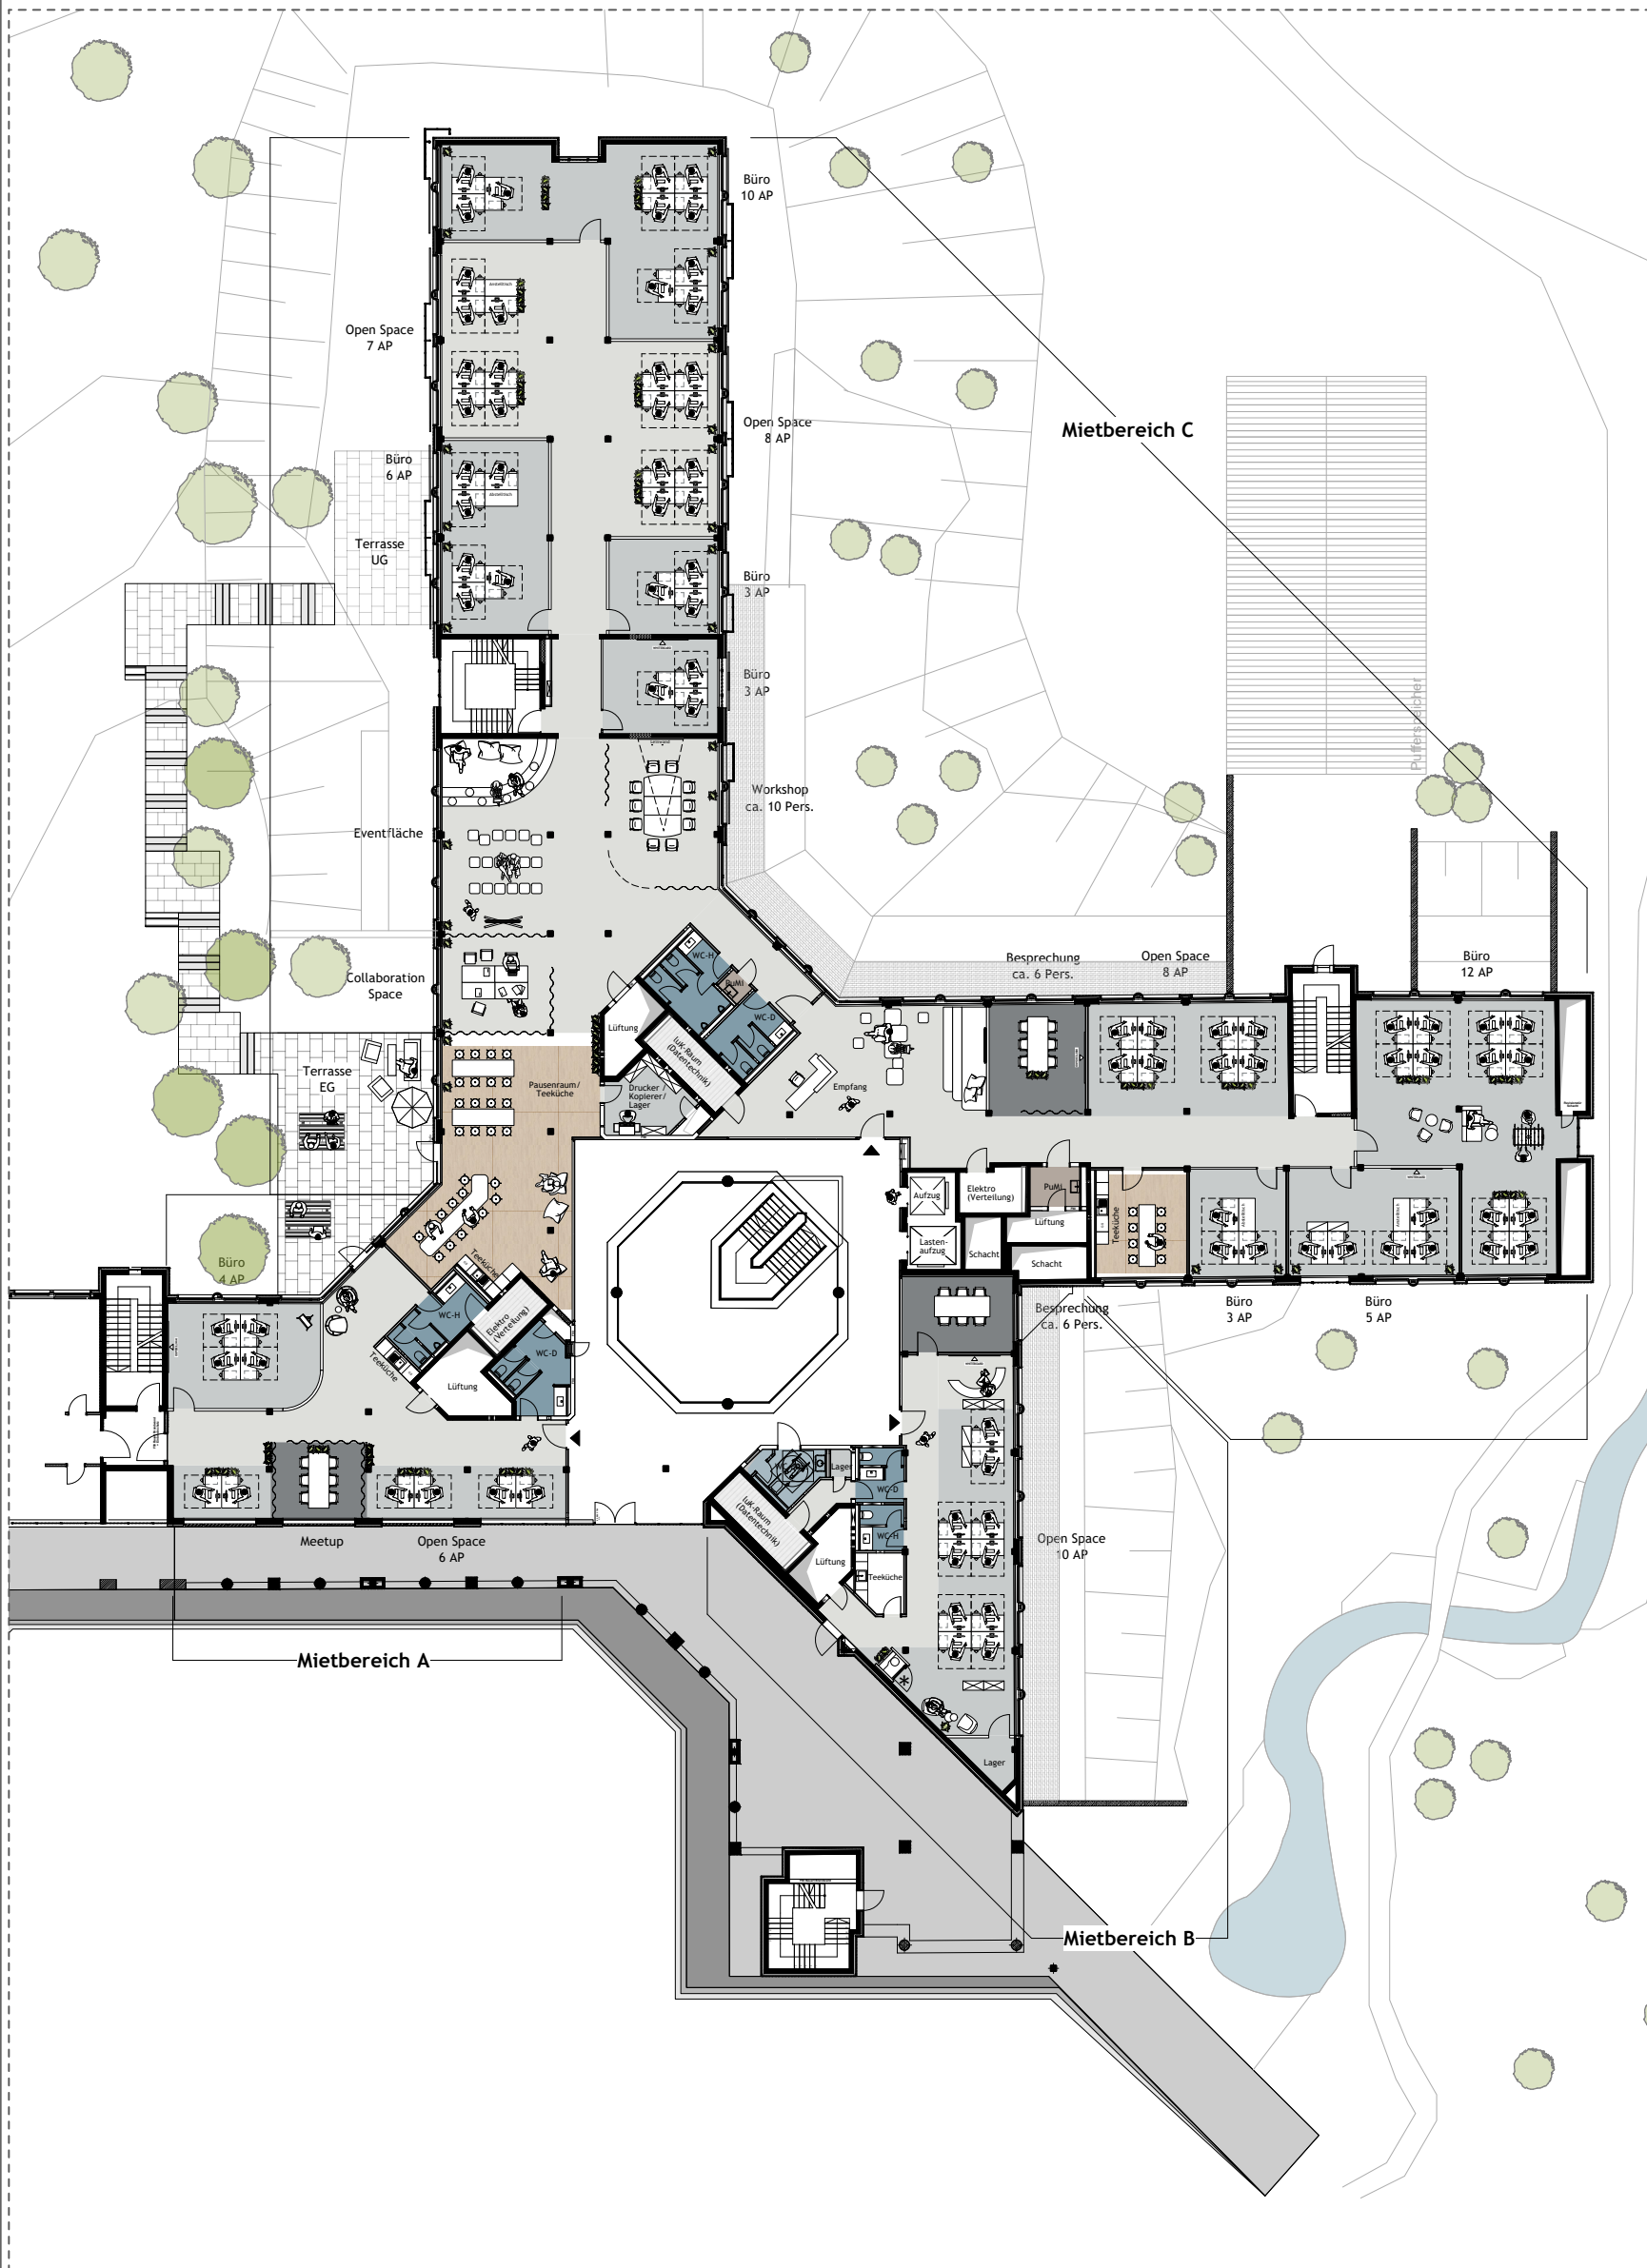 Büro
10 AP
Open Space
7 AP
Mietbereich C
Open Space
8 AP
Büro
6 AP
Terrasse
UG
Büro
3 AP
Büro
3 AP
Pufferspeicher
Workshop
ca. 10 Pers.
Eventfläche
Collaboration
Space
WC-H
PuMi
WC-D
Besprechung
ca. 6 Pers.
Open Space
8 AP
Büro
12 AP
Lüftung
IuK-Raum
(Datentechnik)
Terrasse
EG
Pausenraum/
Teeküche
Drucker /
Kopierer/
Lager
Empfang
Aufzug
Elektro
(Verteilung)
PuMi
Lüftung
Teeküche
Lasten-
aufzug
Schacht
Schacht
Büro
4 AP
Teeküche
WC-H
Elektro
(Verteilung)
WC-D
Teeküche
Lüftung
Besprechung
ca. 6 Pers.
Büro
3 AP
Büro
5 AP
Lager
WC-D
IuK-Raum
(Datentechnik)
WC-H
Lüftung
Teeküche
Meetup
Open Space
6 AP
Open Space
10 AP
Mietbereich A
Lager
Mietbereich B